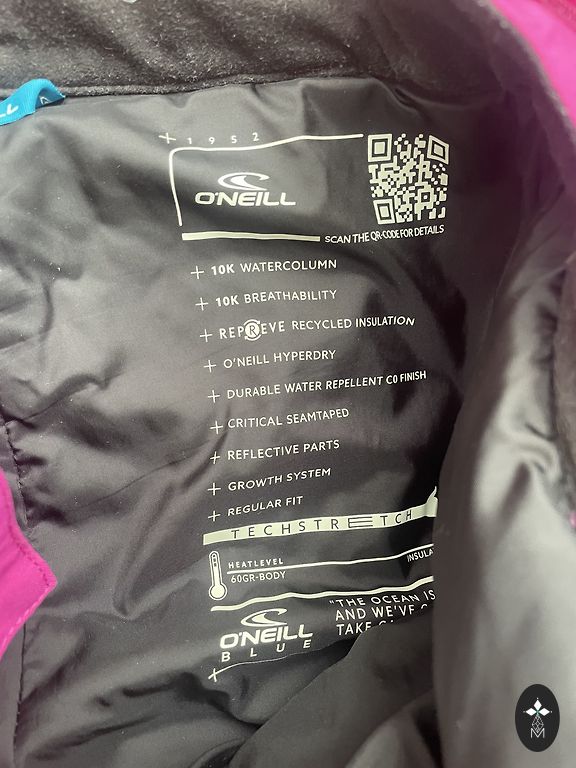 1952
O'NEILL
SCAN THE QR-CODE FOR DETAILS
+ 10K WATERCOLUMN
+ 10K BREATHABILITY
+ REPREVE RECYCLED INSULATION
+ O'NEILL HYPERDRY
+ DURABLE WATER REPELLENT C0 FINISH
+ CRITICAL SEAMTAPED
+ REFLECTIVE PARTS
+ GROWTH SYSTEM
+ REGULAR FIT
TECHSTRETCH
HEATLEVEL
60GR-BODY
O'NEILL
BLUE
"THE OCEAN IS
AND WE'VE
TAKE